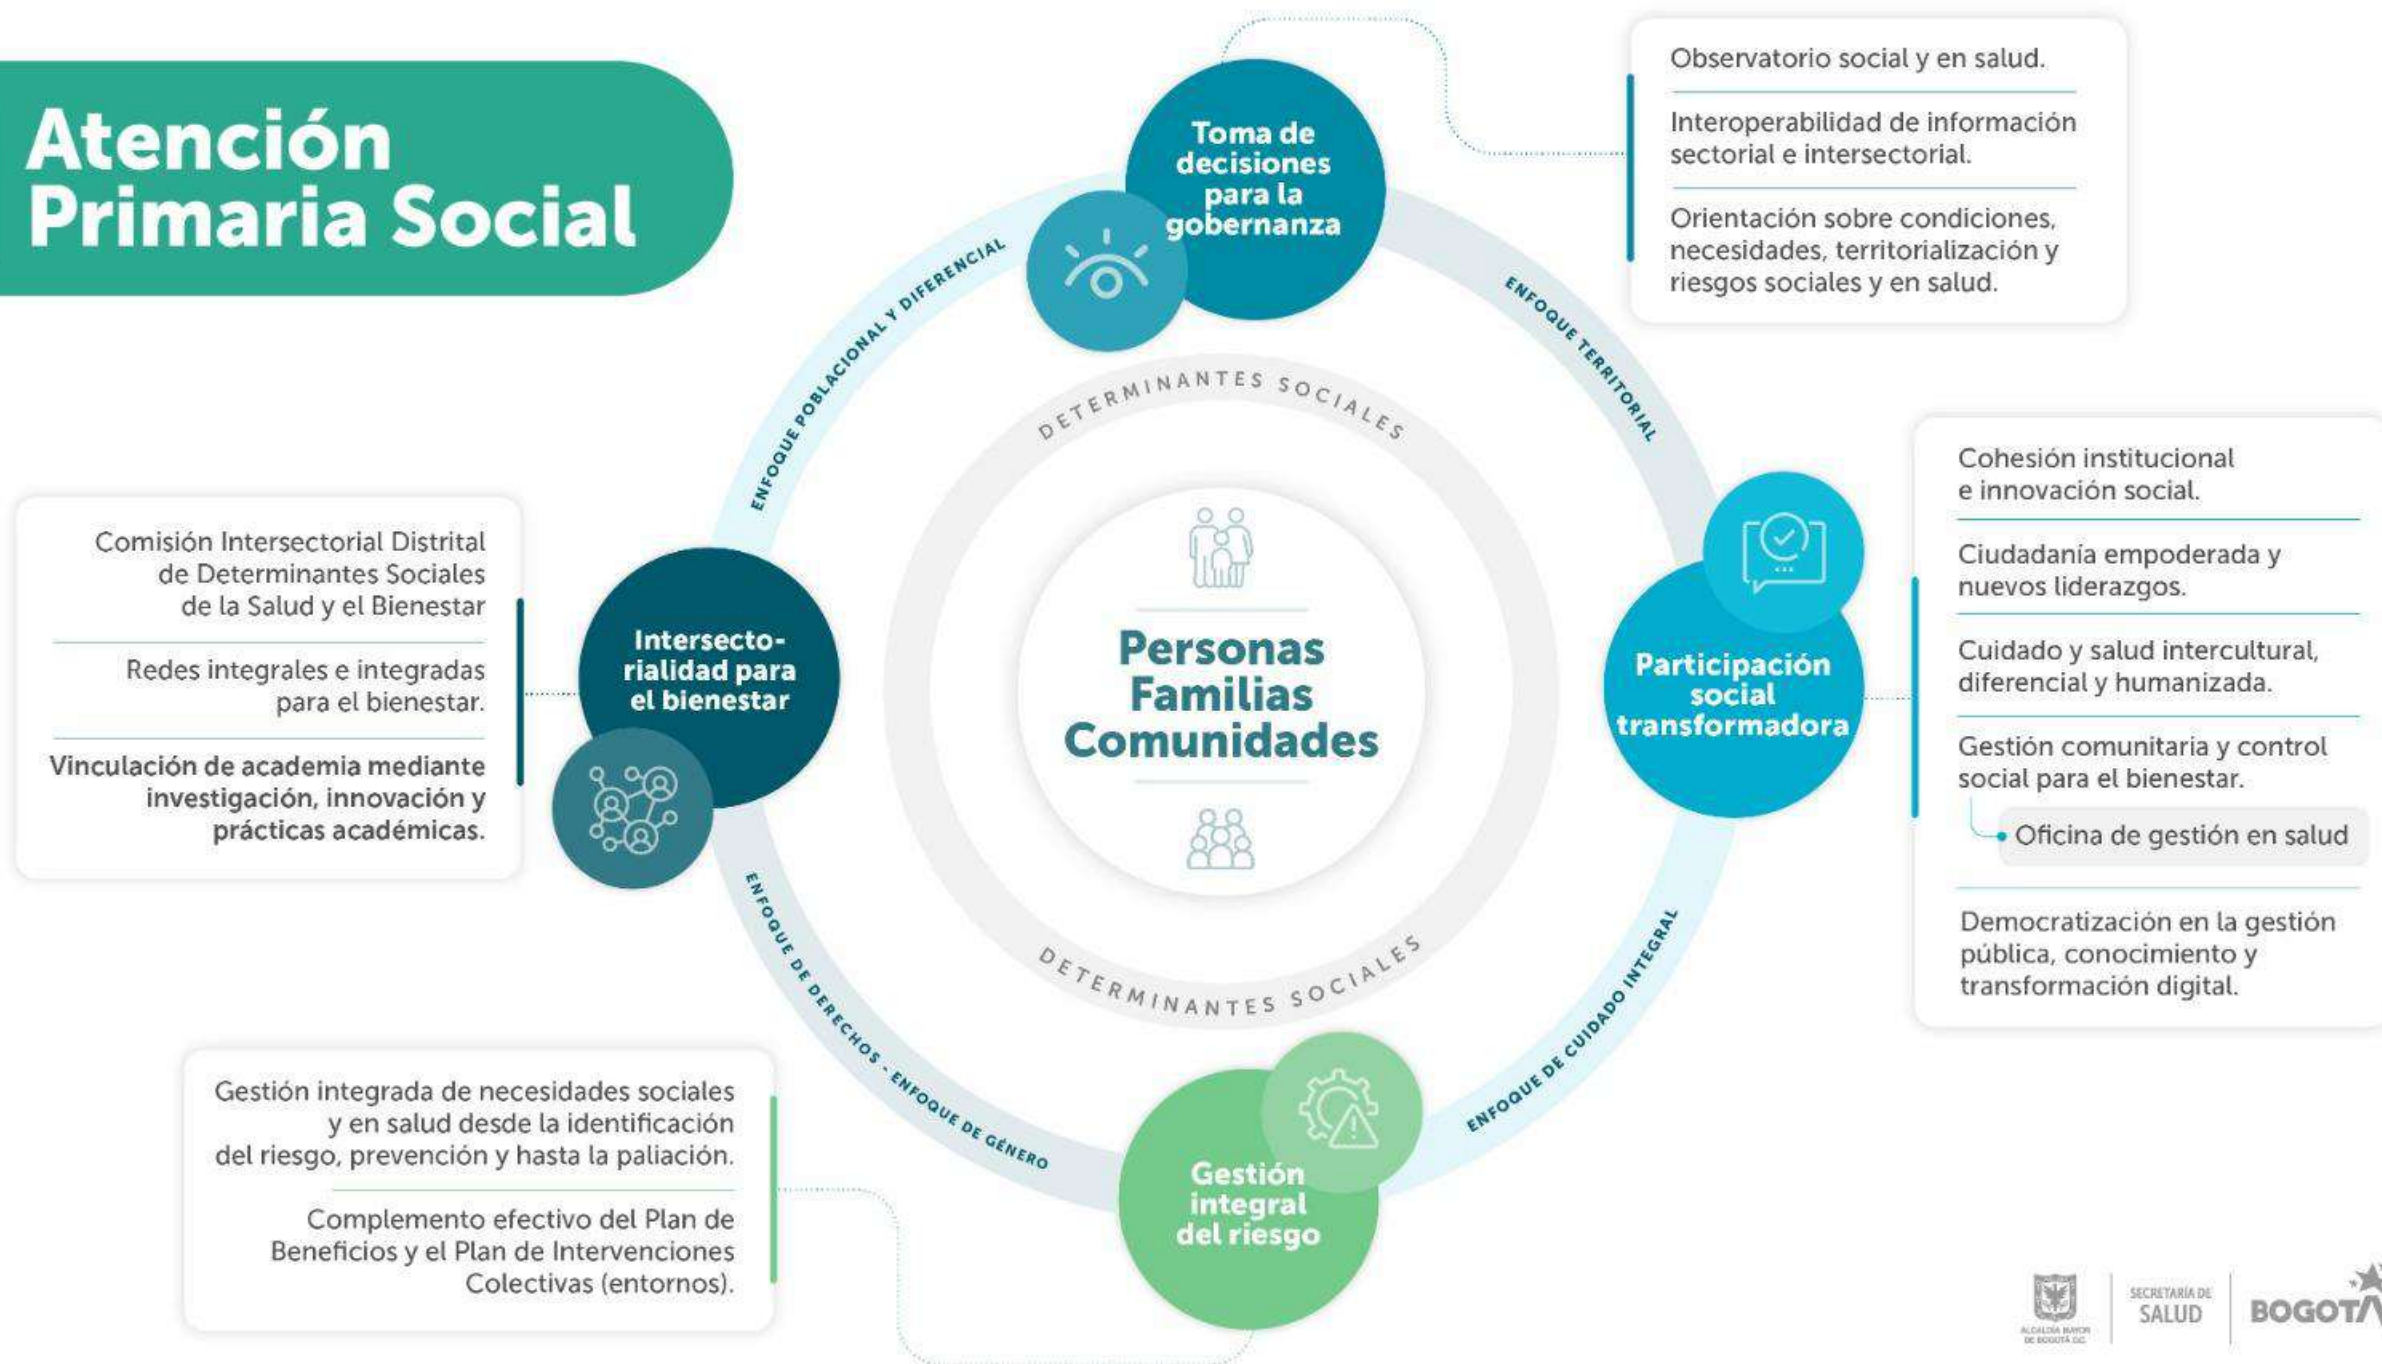 Atención
Primaria Social
Toma de
decisiones
para la
gobernanza
Observatorio social y en salud.
Interoperabilidad de información
sectorial e intersectorial.
Orientación sobre condiciones,
necesidades, territorialización y
riesgos sociales y en salud.
ENFOQUE POBLACIONAL Y DIFERENCIAL
ENFOQUE TERRITORIAL
DETERMINANTES SOCIALES
Comisión Intersectorial Distrital
de Determinantes Sociales
de la Salud y el Bienestar
Redes integrales e integradas
para el bienestar.
Vinculación de academia mediante
investigación, innovación y
prácticas académicas.
Intersecto-
rialidad para
el bienestar
Personas
Familias
Comunidades
Participación
social
transformadora
Cohesión institucional
e innovación social.
Ciudadanía empoderada y
nuevos liderazgos.
Cuidado y salud intercultural,
diferencial y humanizada.
Gestión comunitaria y control
social para el bienestar.
Oficina de gestión en salud
Democratización en la gestión
pública, conocimiento y
transformación digital.
DETERMINANTES SOCIALES
ENFOQUE DE DERECHOS - ENFOQUE DE GÉNERO
ENFOQUE DE CUIDADO INTEGRAL
Gestión integrada de necesidades sociales
y en salud desde la identificación
del riesgo, prevención y hasta la paliación.
Complemento efectivo del Plan de
Beneficios y el Plan de Intervenciones
Colectivas (entornos).
Gestión
integral
del riesgo
ALCALDÍA MAYOR
DE BOGOTÁ D.C.
SECRETARÍA DE
SALUD
BOGOTÁ